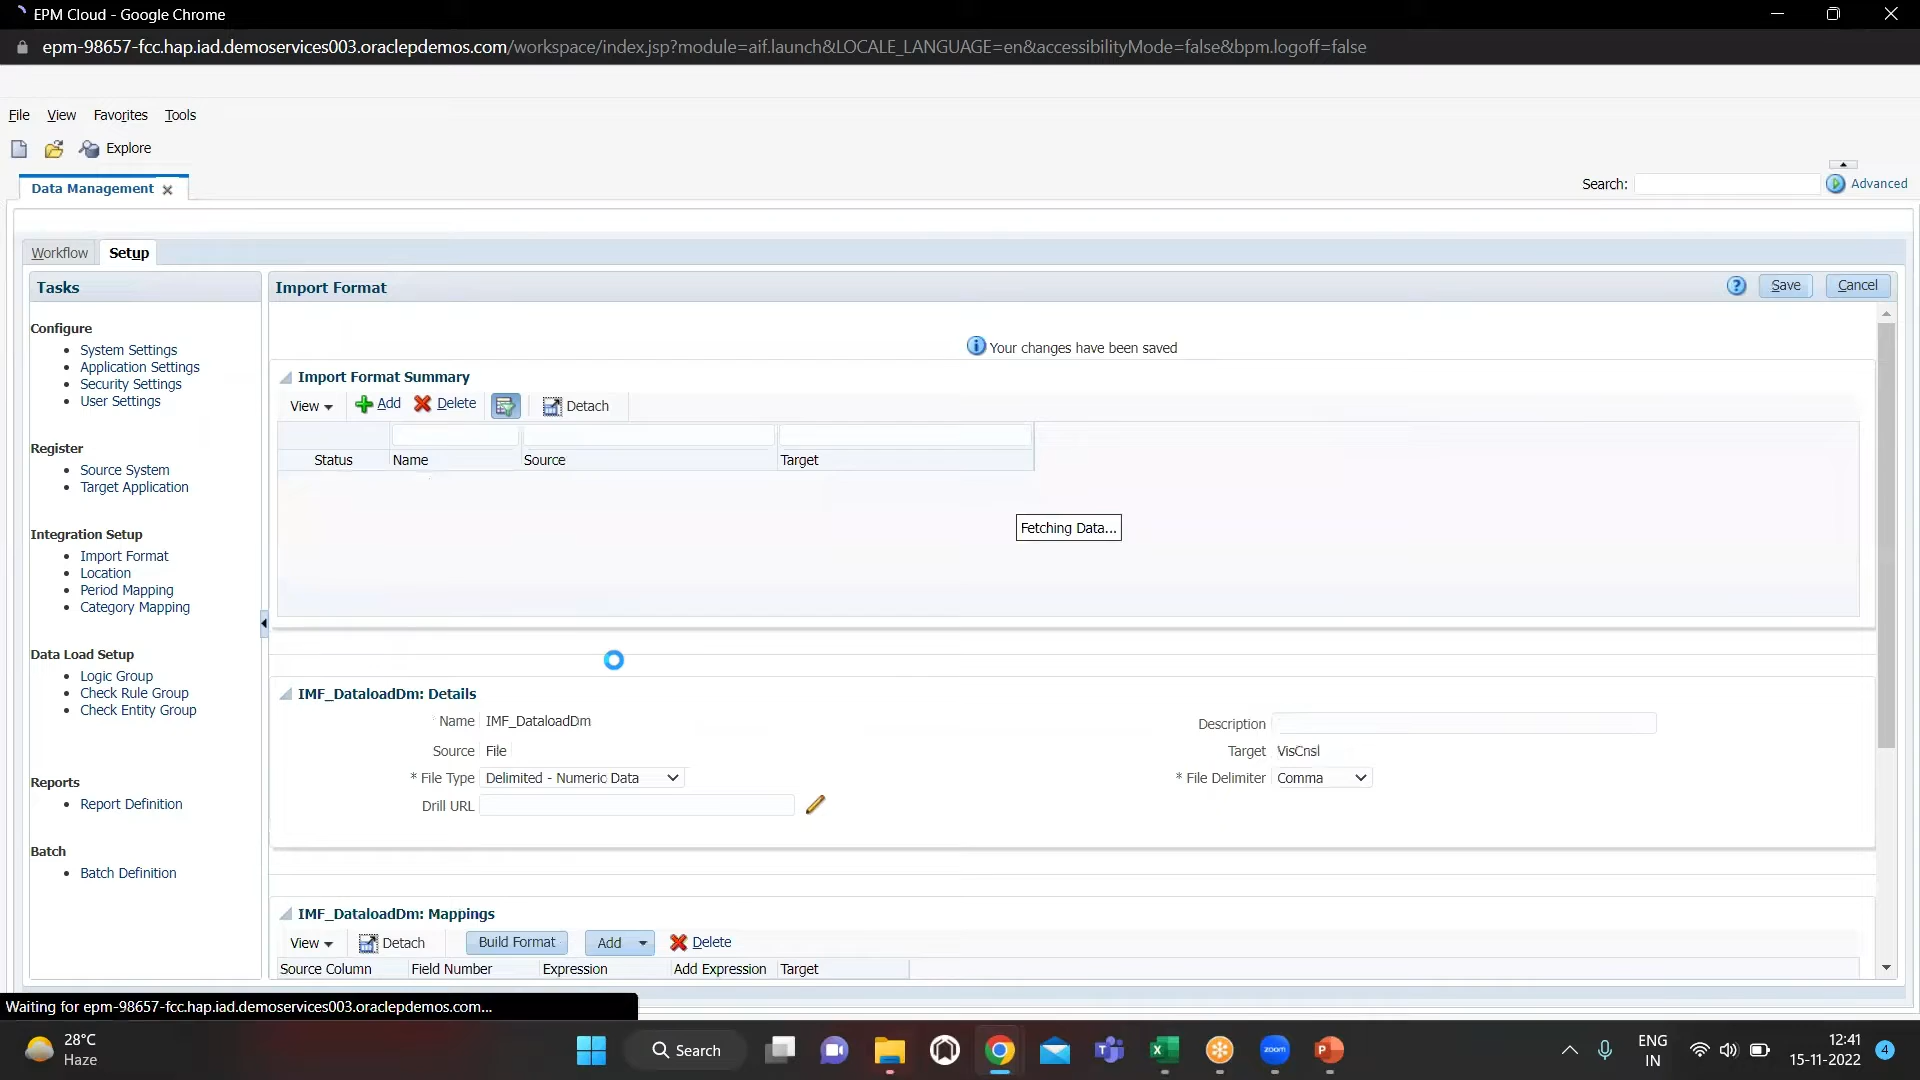 EPM Cloud - Google Chrome
epm-98657-fcc.hap.iad.demoservices003.oraclepdemos.com/workspace/index.jsp?module=aif.launch&LOCALE_LANGUAGE=en&accessibilityMode=false&bpm.logoff=false
File View Favorites Tools
Explore
Data Management
Search: Advanced
Workflow Setup
Tasks
Configure
System Settings
Application Settings
Security Settings
User Settings
Register
Source System
Target Application
Integration Setup
Import Format
Location
Period Mapping
Category Mapping
Data Load Setup
Logic Group
Check Rule Group
Check Entity Group
Reports
Report Definition
Batch
Batch Definition
Import Format ? Save Cancel
Your changes have been saved
Import Format Summary
View Add Delete Detach
Status Name Source Target
Fetching Data...
IMF_DataloadDm: Details
Name IMF_DataloadDm Description
Source File Target VisCnsl
* File Type Delimited - Numeric Data * File Delimiter Comma
Drill URL
IMF_DataloadDm: Mappings
View Detach Build Format Add Delete
Source Column Field Number Expression Add Expression Target
Waiting for epm-98657-fcc.hap.iad.demoservices003.oraclepdemos.com...
28°C
Haze
Search
zoom
ENG
IN
12:41
15-11-2022
4